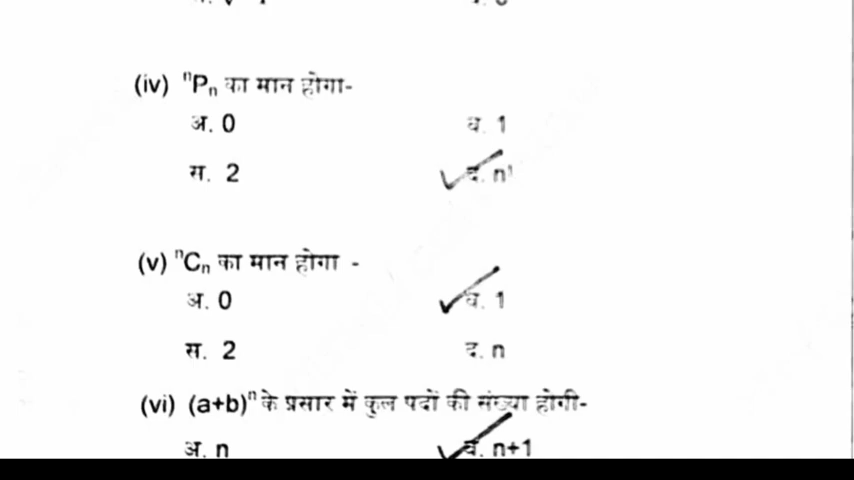 (iv) ⁿPₙ का मान होगा-
अ. 0 ब. 1
स. 2 द. n!
(v) ⁿCₙ का मान होगा -
अ. 0 ब. 1
स. 2 द. n
(vi) (a+b)ⁿ के प्रसार में कुल पदों की संख्या होगी-
अ. n ब. n+1